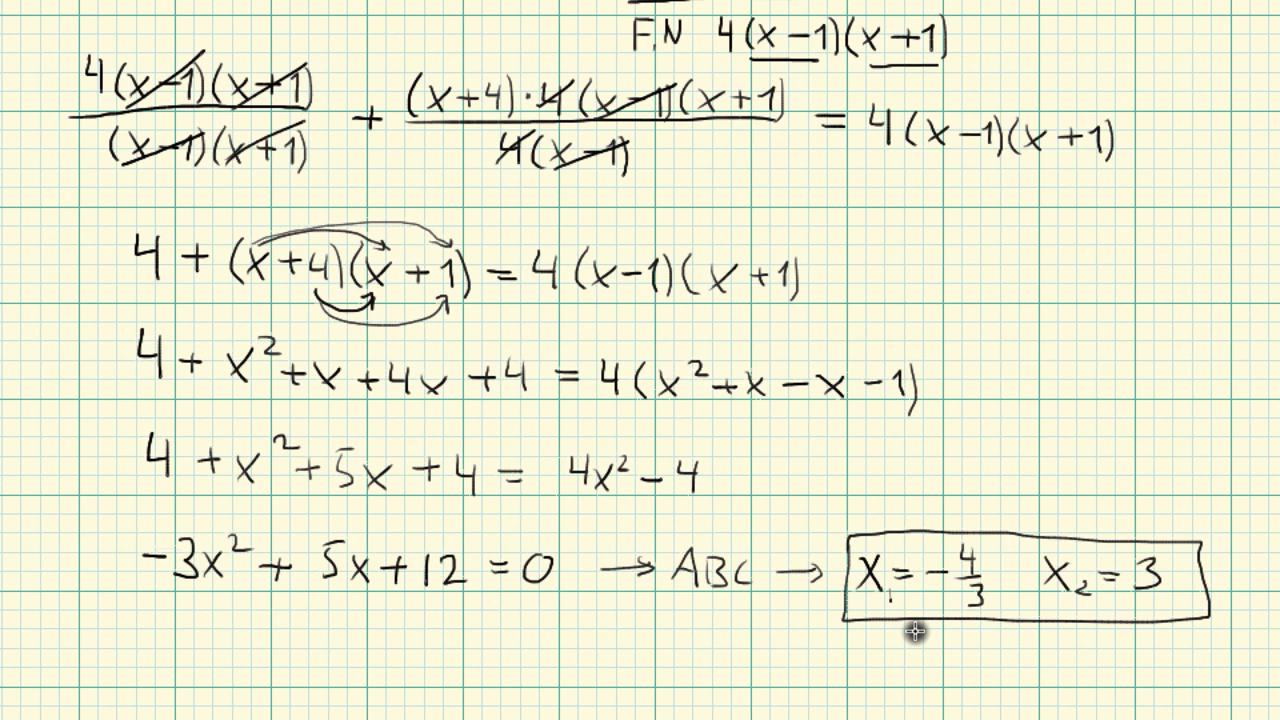 F.N 4(x-1)(x+1)
4(x-1)(x+1)/(x-1)(x+1) + (x+4)·4(x-1)(x+1)/4(x-1) = 4(x-1)(x+1)
4 + (x+4)(x+1) = 4(x-1)(x+1)
4 + x² + x + 4x + 4 = 4(x² + x - x - 1)
4 + x² + 5x + 4 = 4x² - 4
-3x² + 5x + 12 = 0 → ABC → x₁ = -4/3 x₂ = 3